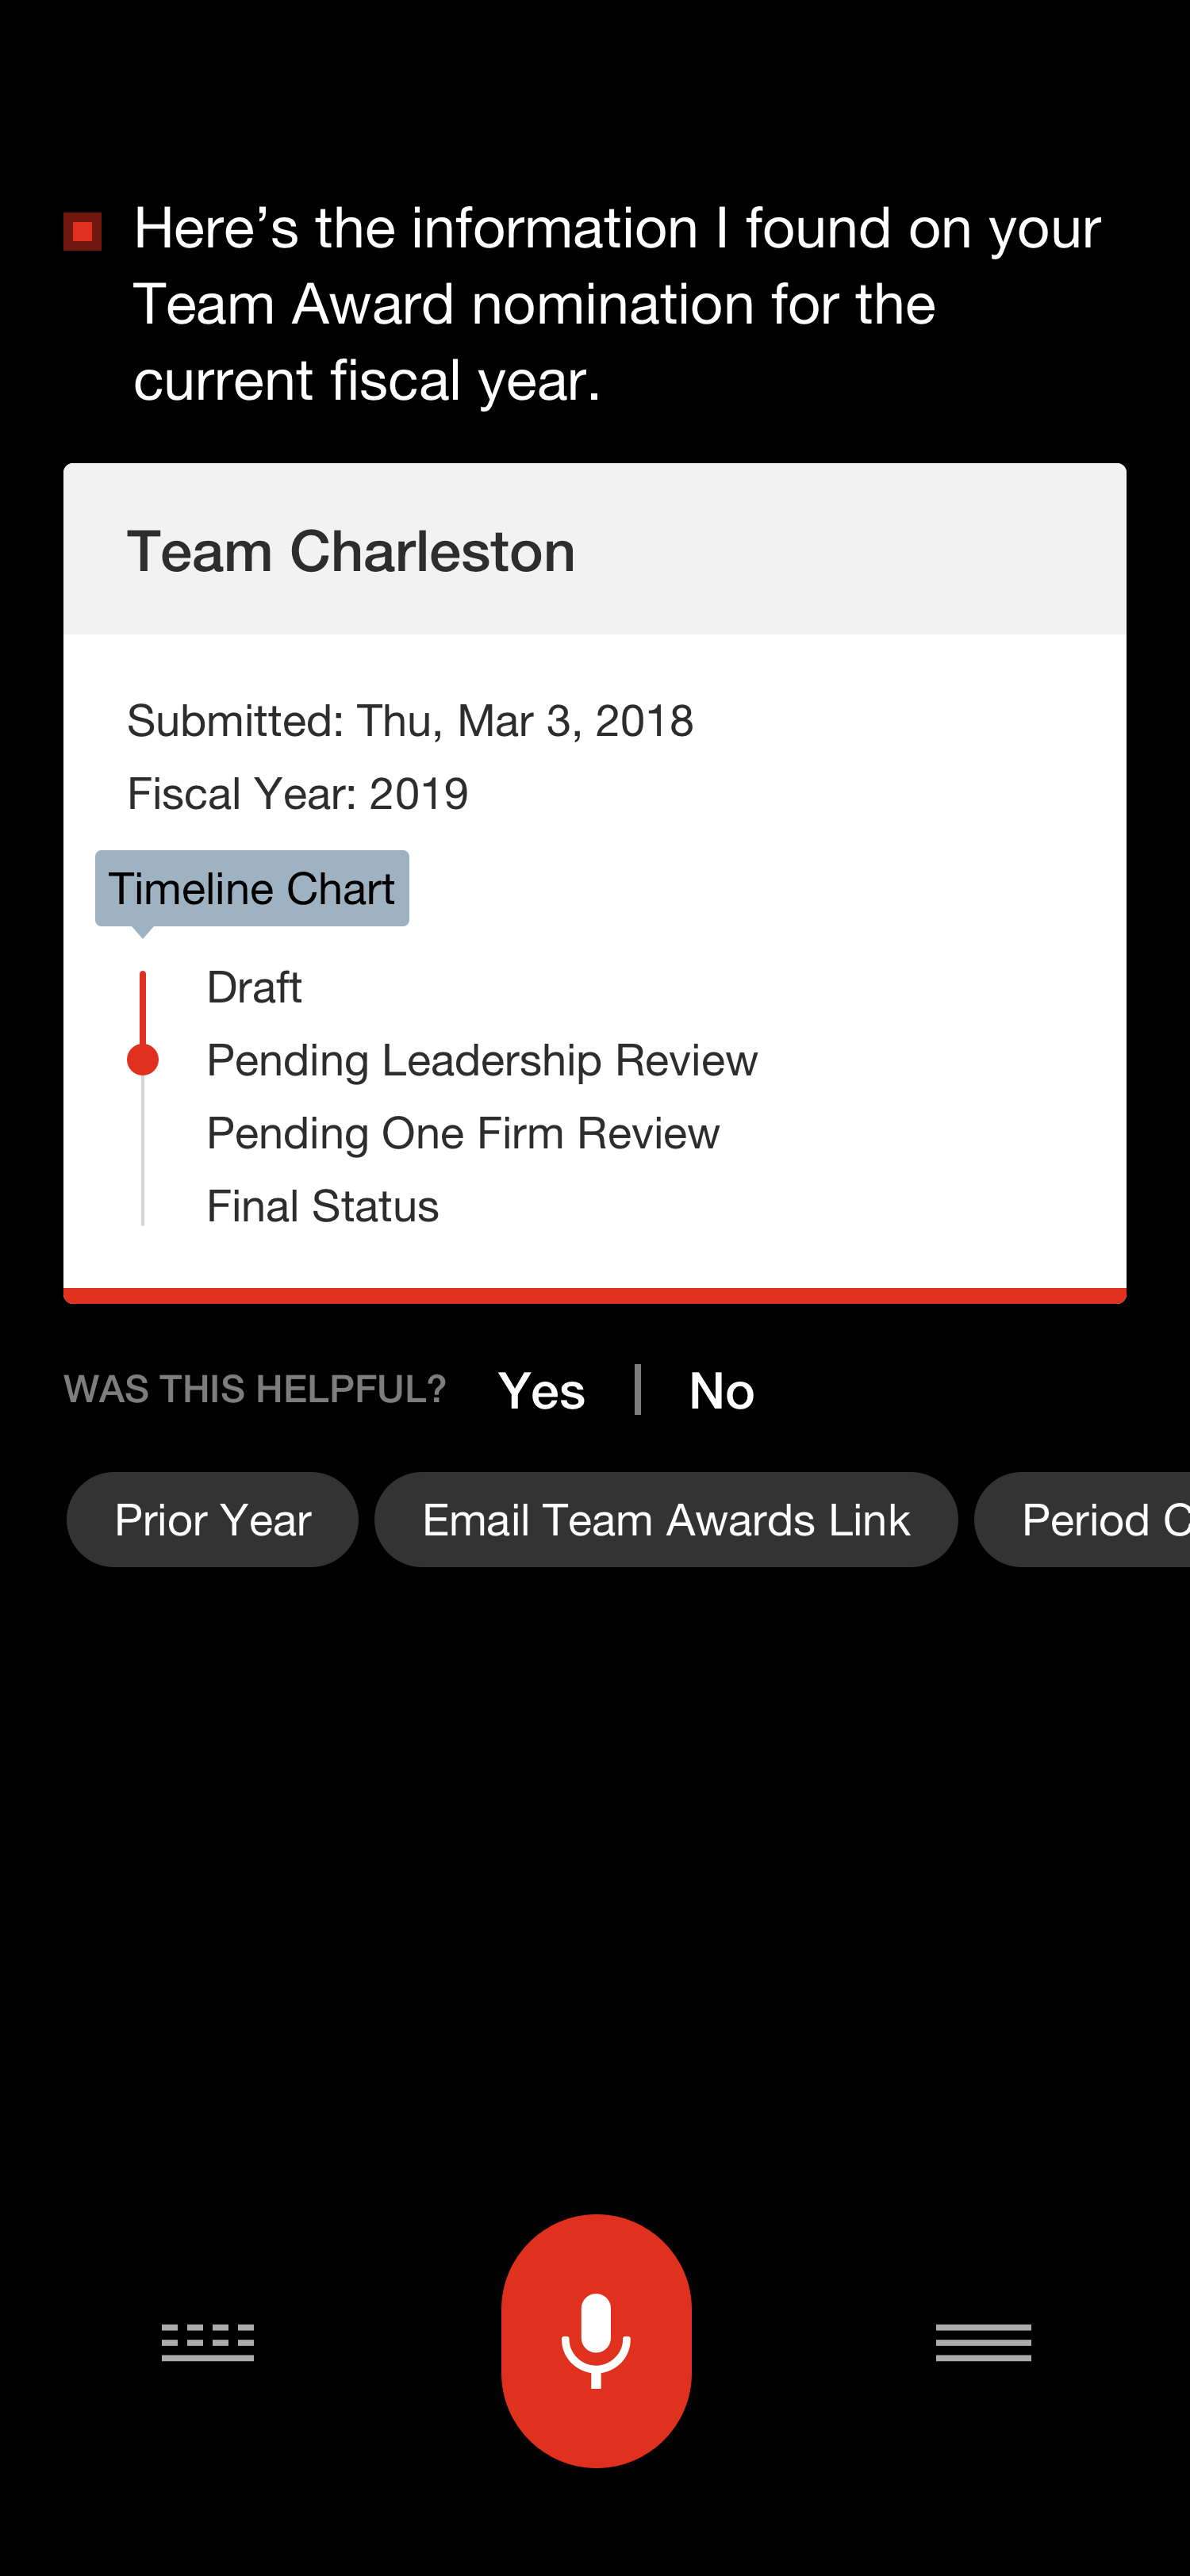 Here’s the information I found on your
Team Award nomination for the
current fiscal year.
Team Charleston
Submitted: Thu, Mar 3, 2018
Fiscal Year: 2019
Timeline Chart
Draft
Pending Leadership Review
Pending One Firm Review
Final Status
WAS THIS HELPFUL? Yes | No
Prior Year Email Team Awards Link Period